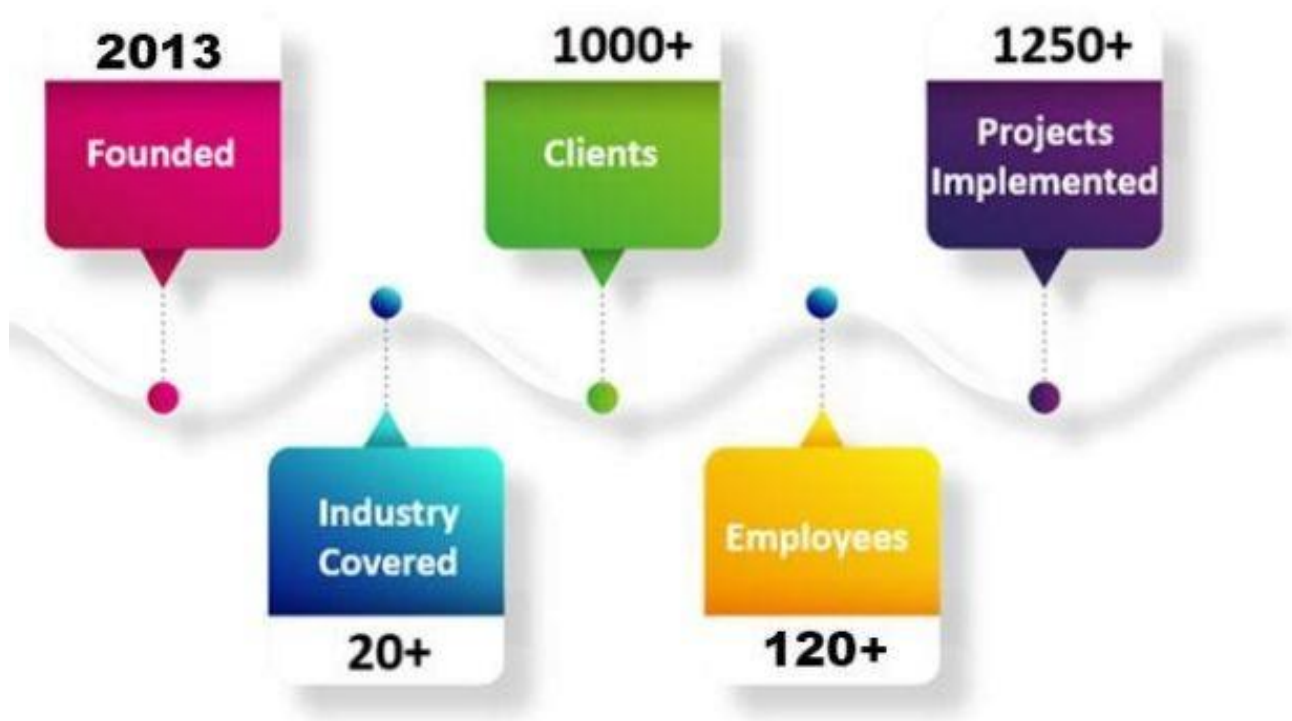 2013
Founded
Industry
Covered
20+
1000+
Clients
Employees
120+
1250+
Projects
Implemented